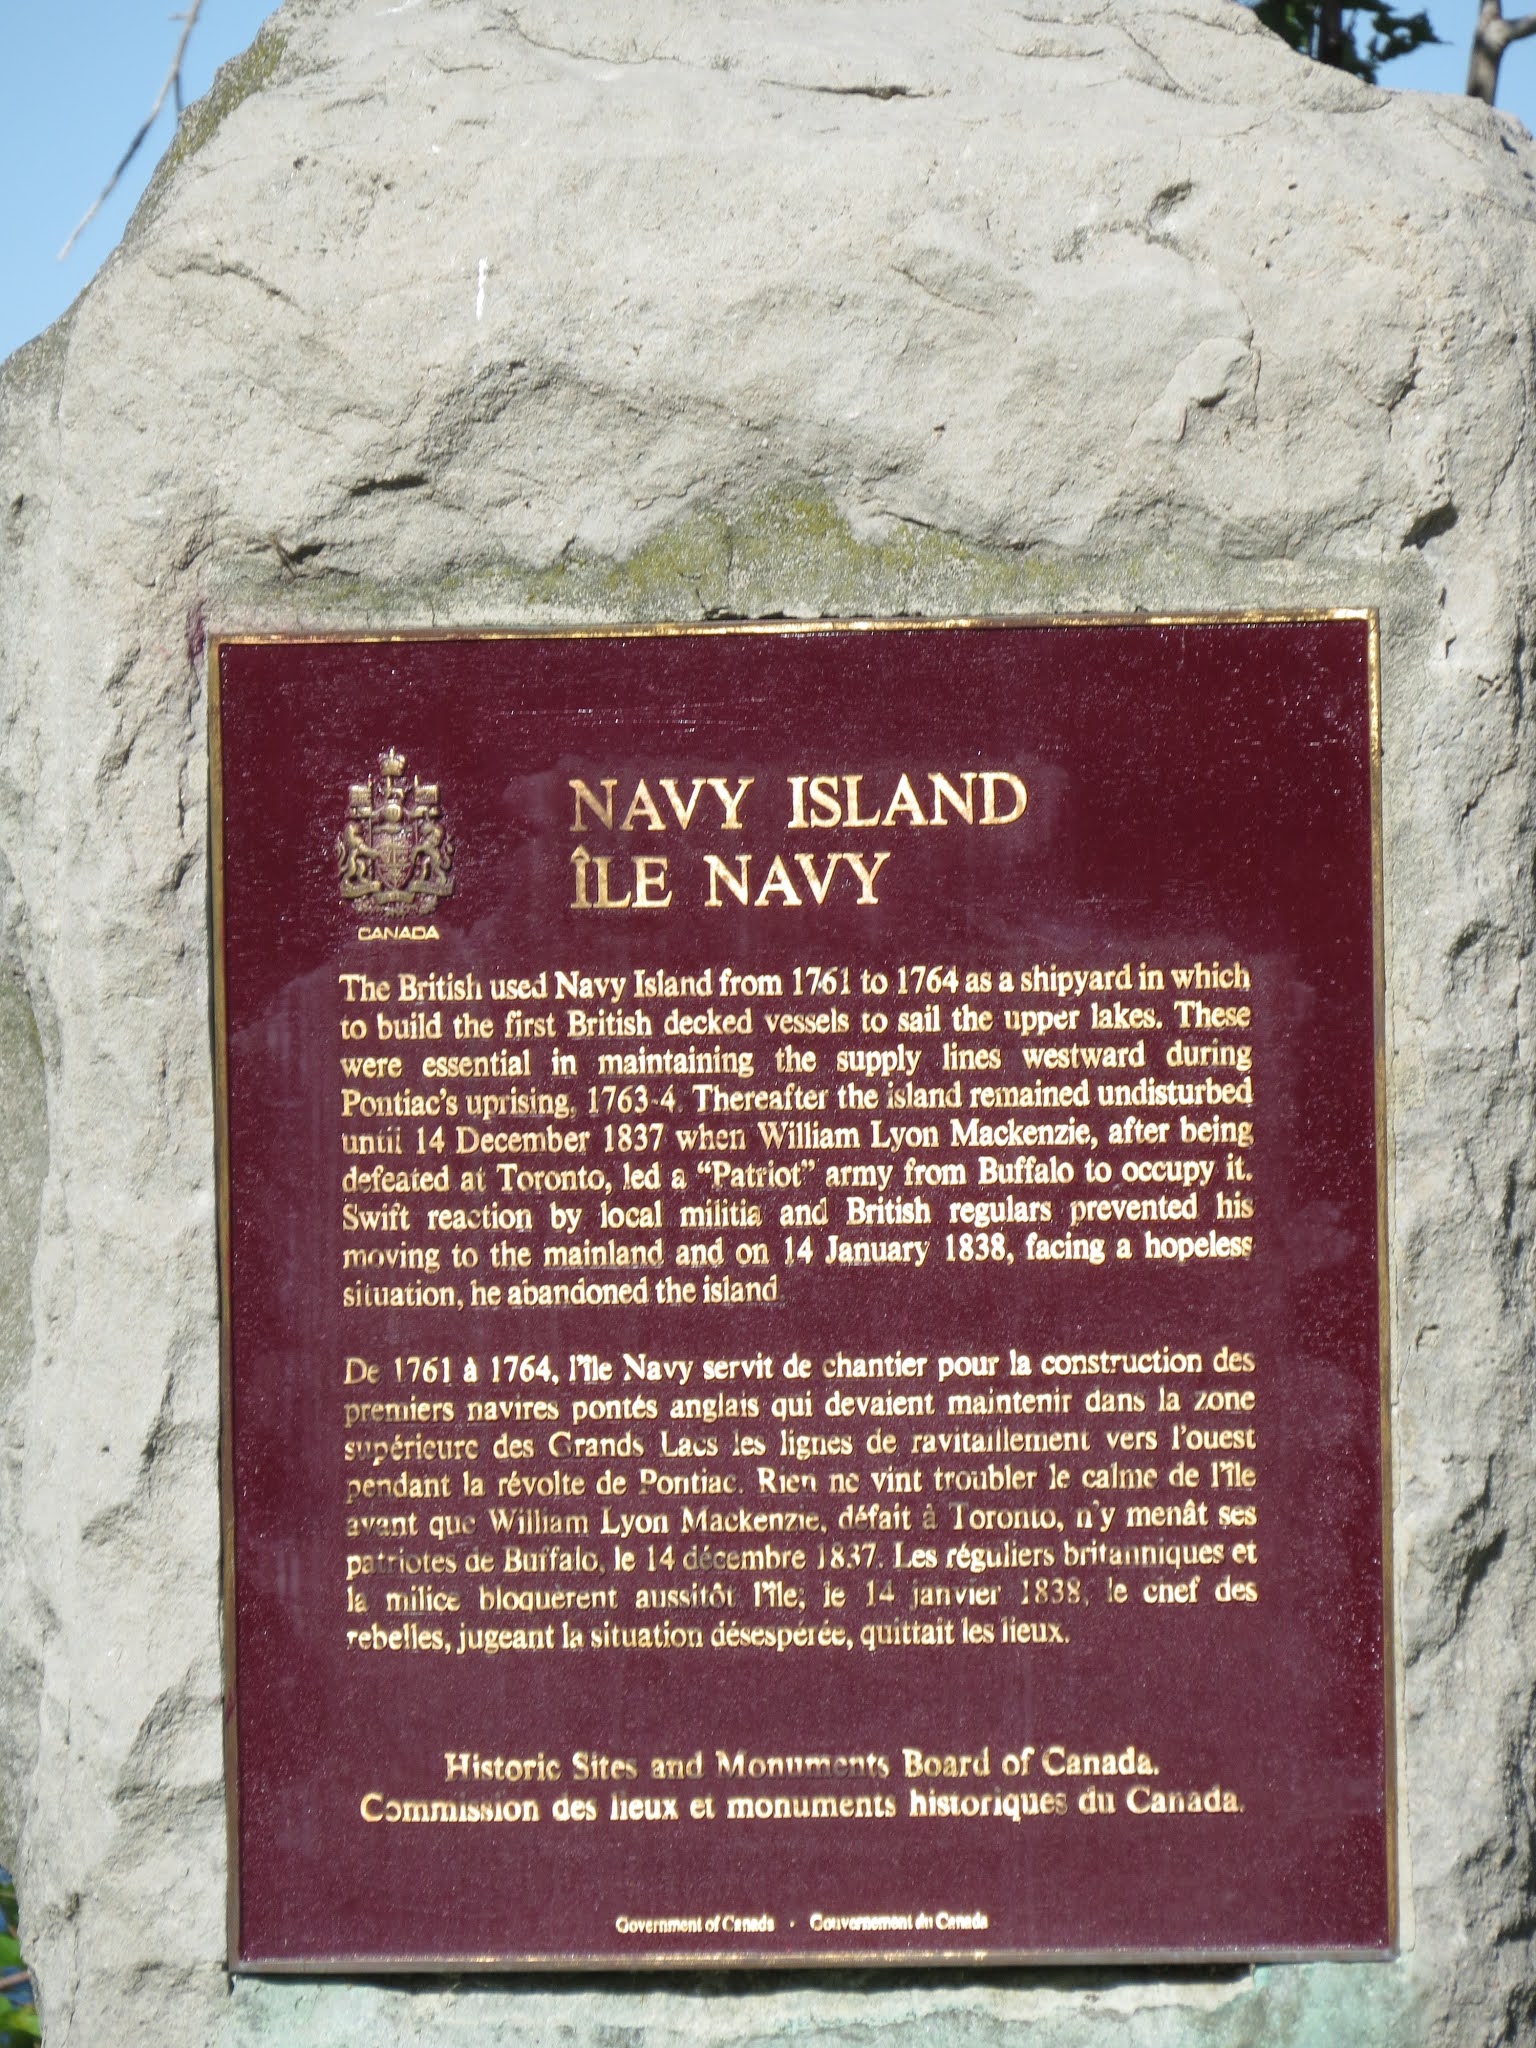 NAVY ISLAND
ÎLE NAVY
CANADA
The British used Navy Island from 1761 to 1764 as a shipyard in which
to build the first British decked vessels to sail the upper lakes. These
were essential in maintaining the supply lines westward during
Pontiac's uprising, 1763-4. Thereafter the island remained undisturbed
until 14 December 1837 when William Lyon Mackenzie, after being
defeated at Toronto, led a "Patriot" army from Buffalo to occupy it.
Swift reaction by local militia and British regulars prevented his
moving to the mainland and on 14 January 1838, facing a hopeless
situation, he abandoned the island.
De 1761 à 1764, l'île Navy servit de chantier pour la construction des
premiers navires pontés anglais qui devaient maintenir dans la zone
supérieure des Grands Lacs les lignes de ravitaillement vers l'ouest
pendant la révolte de Pontiac. Rien ne vint troubler le calme de l'île
avant que William Lyon Mackenzie, défait à Toronto, n'y menât ses
patriotes de Buffalo, le 14 décembre 1837. Les réguliers britanniques et
la milice bloquèrent aussitôt l'île; le 14 janvier 1838, le chef des
rebelles, jugeant la situation désespérée, quittait les lieux.
Historic Sites and Monuments Board of Canada.
Commission des lieux et monuments historiques du Canada.
Government of Canada · Gouvernement du Canada